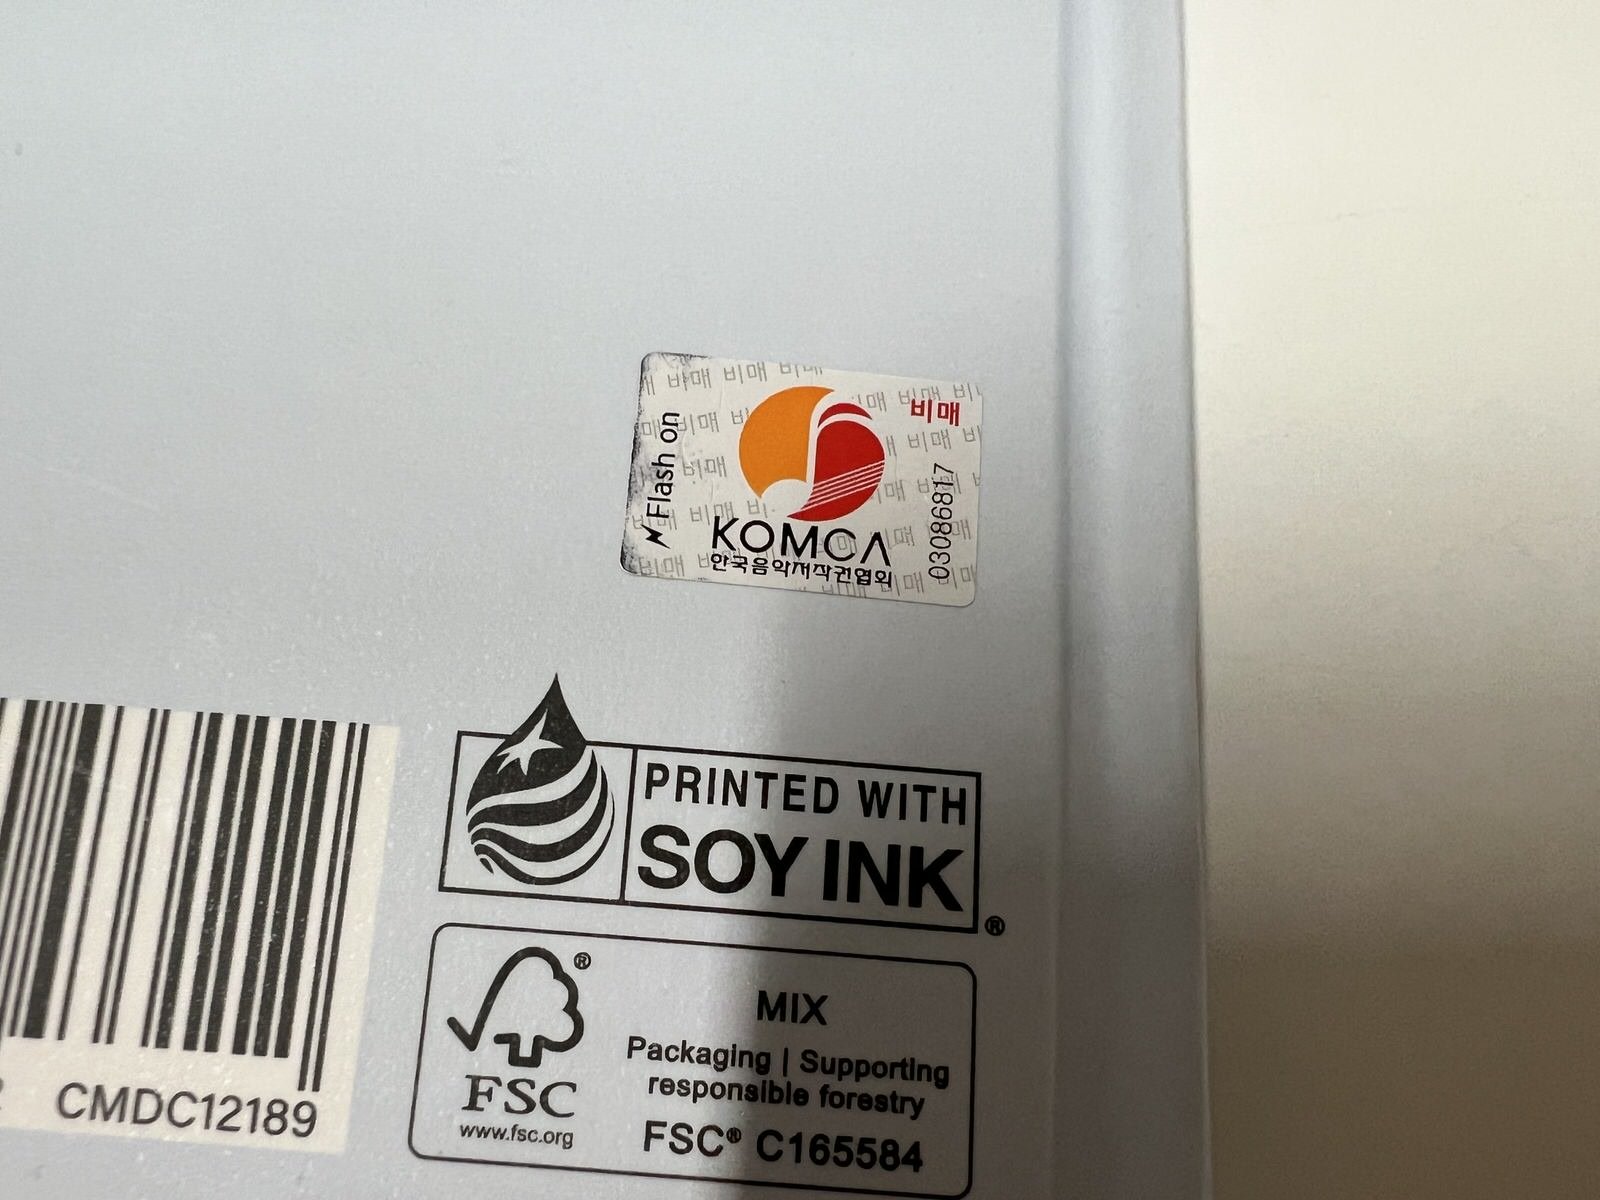 Flash on
비매
03086817
KOMCA
한국음악저작권협회
PRINTED WITH
SOY INK
®
CMDC12189
®
FSC
www.fsc.org
MIX
Packaging | Supporting
responsible forestry
FSC® C165584